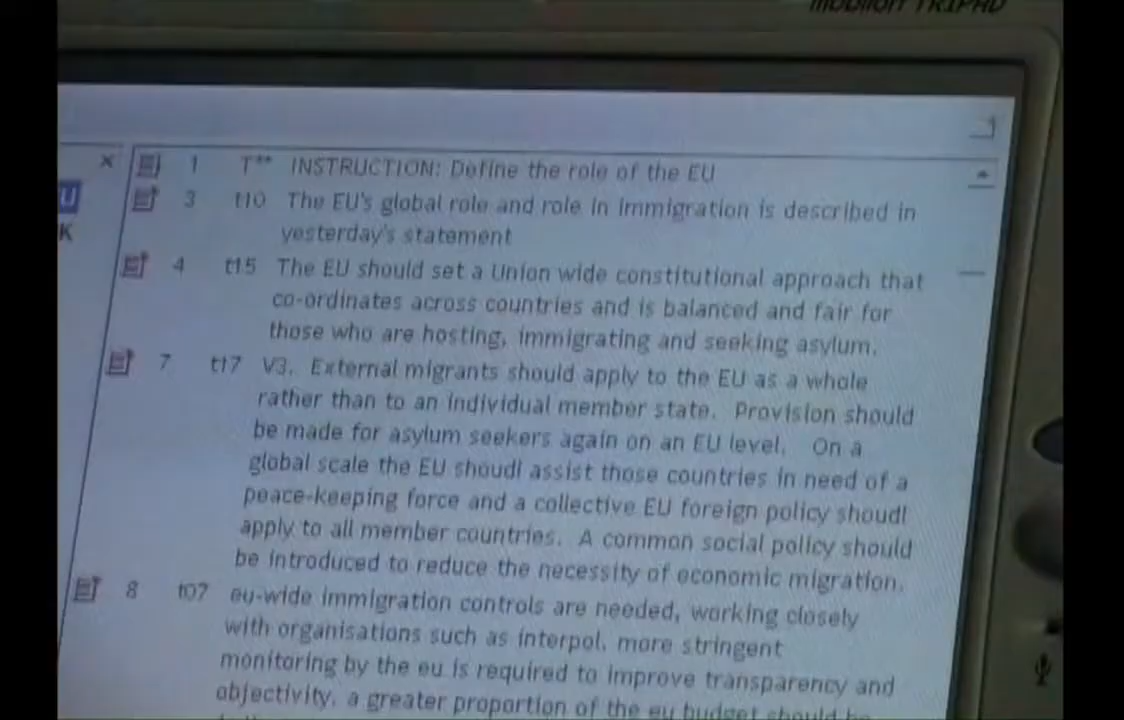 mobilon TRIPAD
1 T** INSTRUCTION: Define the role of the EU
U
3 t10 The EU's global role and role in immigration is described in
K
yesterday's statement
4 t15 The EU should set a Union wide constitutional approach that
co-ordinates across countries and is balanced and fair for
those who are hosting, immigrating and seeking asylum.
7 t17 V3. External migrants should apply to the EU as a whole
rather than to an individual member state. Provision should
be made for asylum seekers again on an EU level. On a
global scale the EU shoudl assist those countries in need of a
peace-keeping force and a collective EU foreign policy shoudl
apply to all member countries. A common social policy should
be introduced to reduce the necessity of economic migration.
8 t07 eu-wide immigration controls are needed, working closely
with organisations such as interpol, more stringent
monitoring by the eu is required to improve transparency and
objectivity, a greater proportion of the eu budget should be